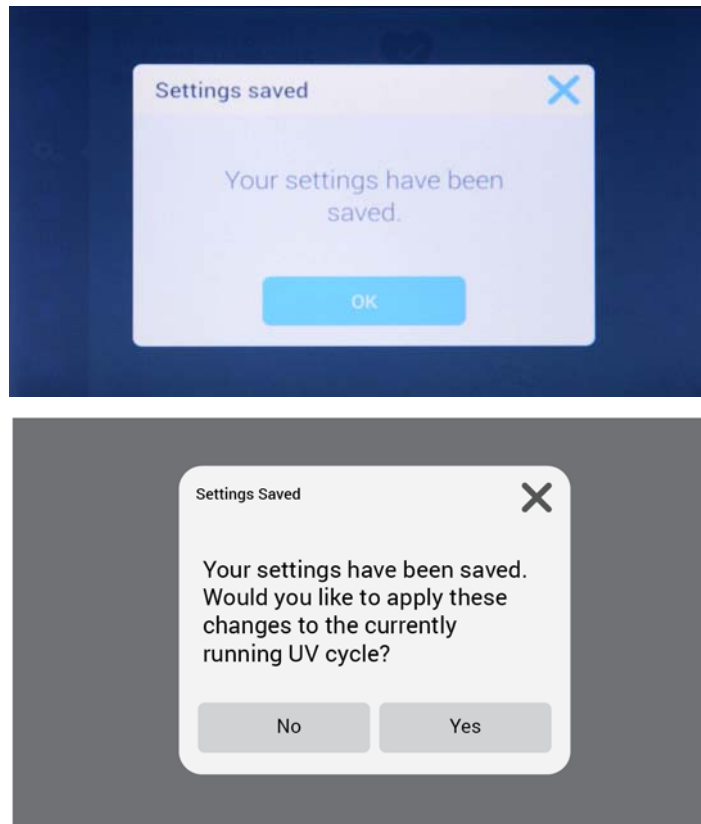 Settings saved
Your settings have been
saved.
OK
Settings Saved
Your settings have been saved.
Would you like to apply these
changes to the currently
running UV cycle?
No
Yes